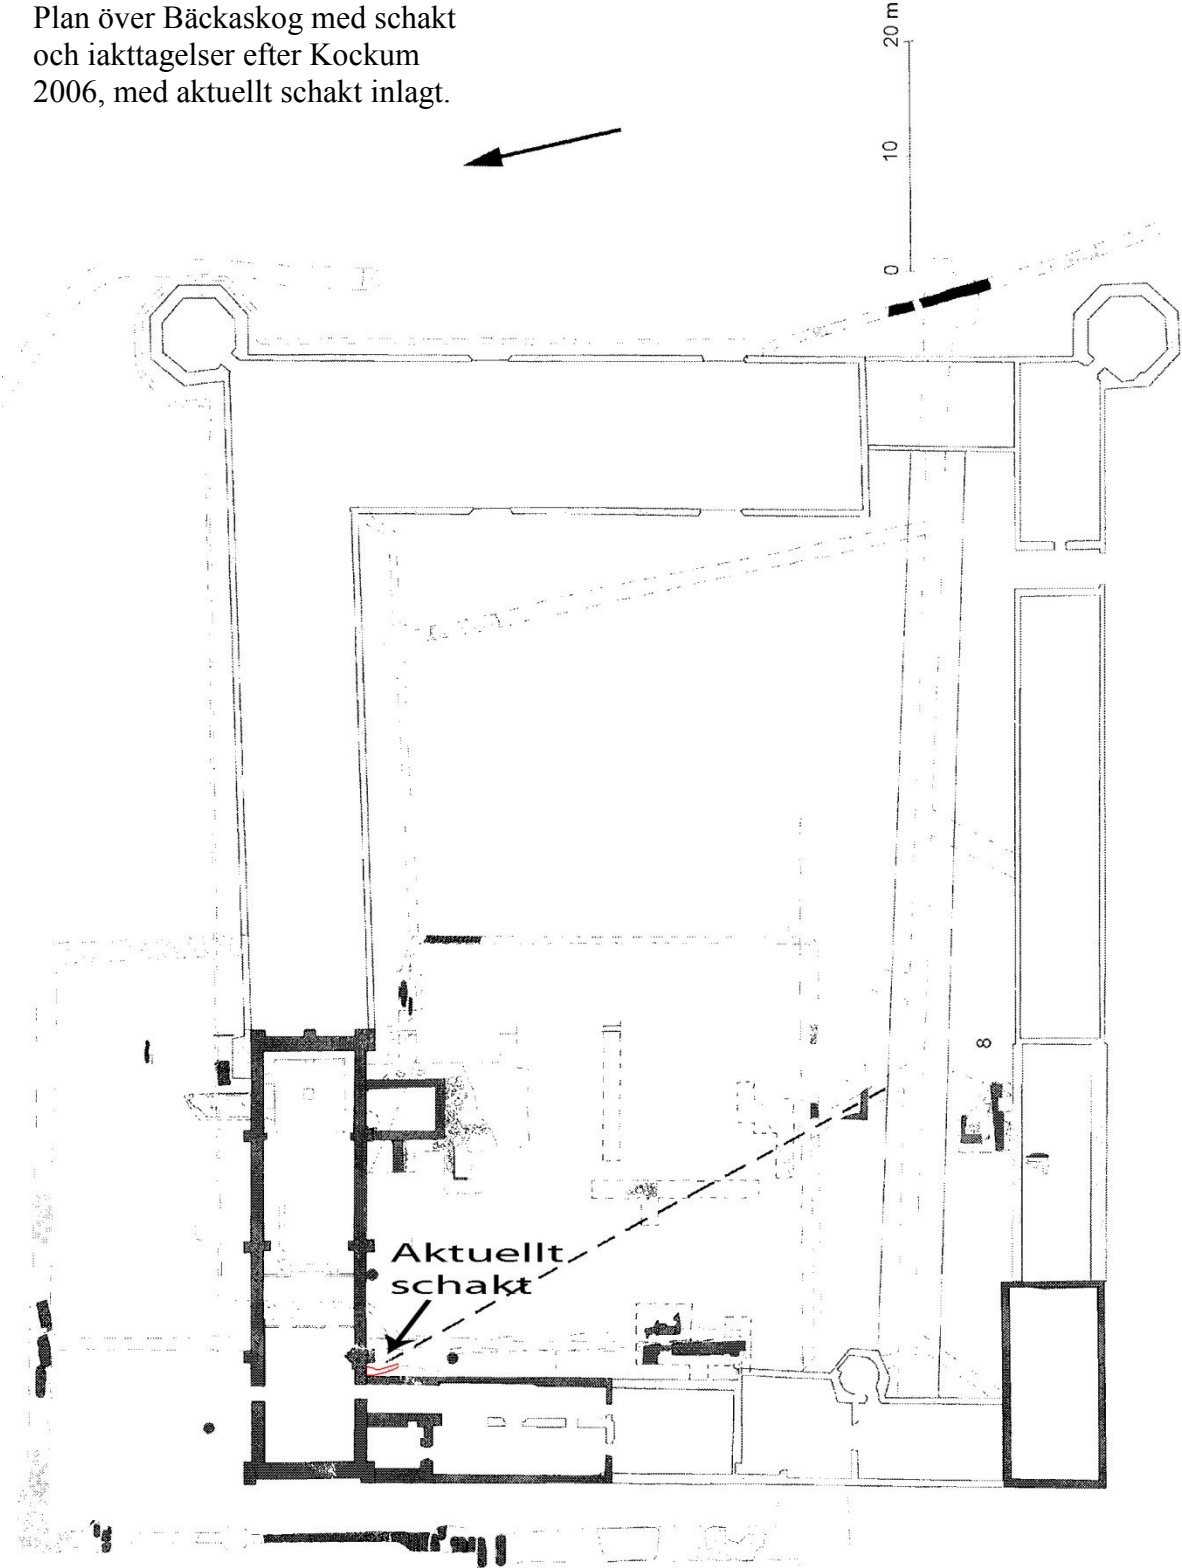 Plan över Bäckaskog med schakt
och iakttagelser efter Kockum
2006, med aktuellt schakt inlagt.
20 m
10
0
8
Aktuellt
schakt